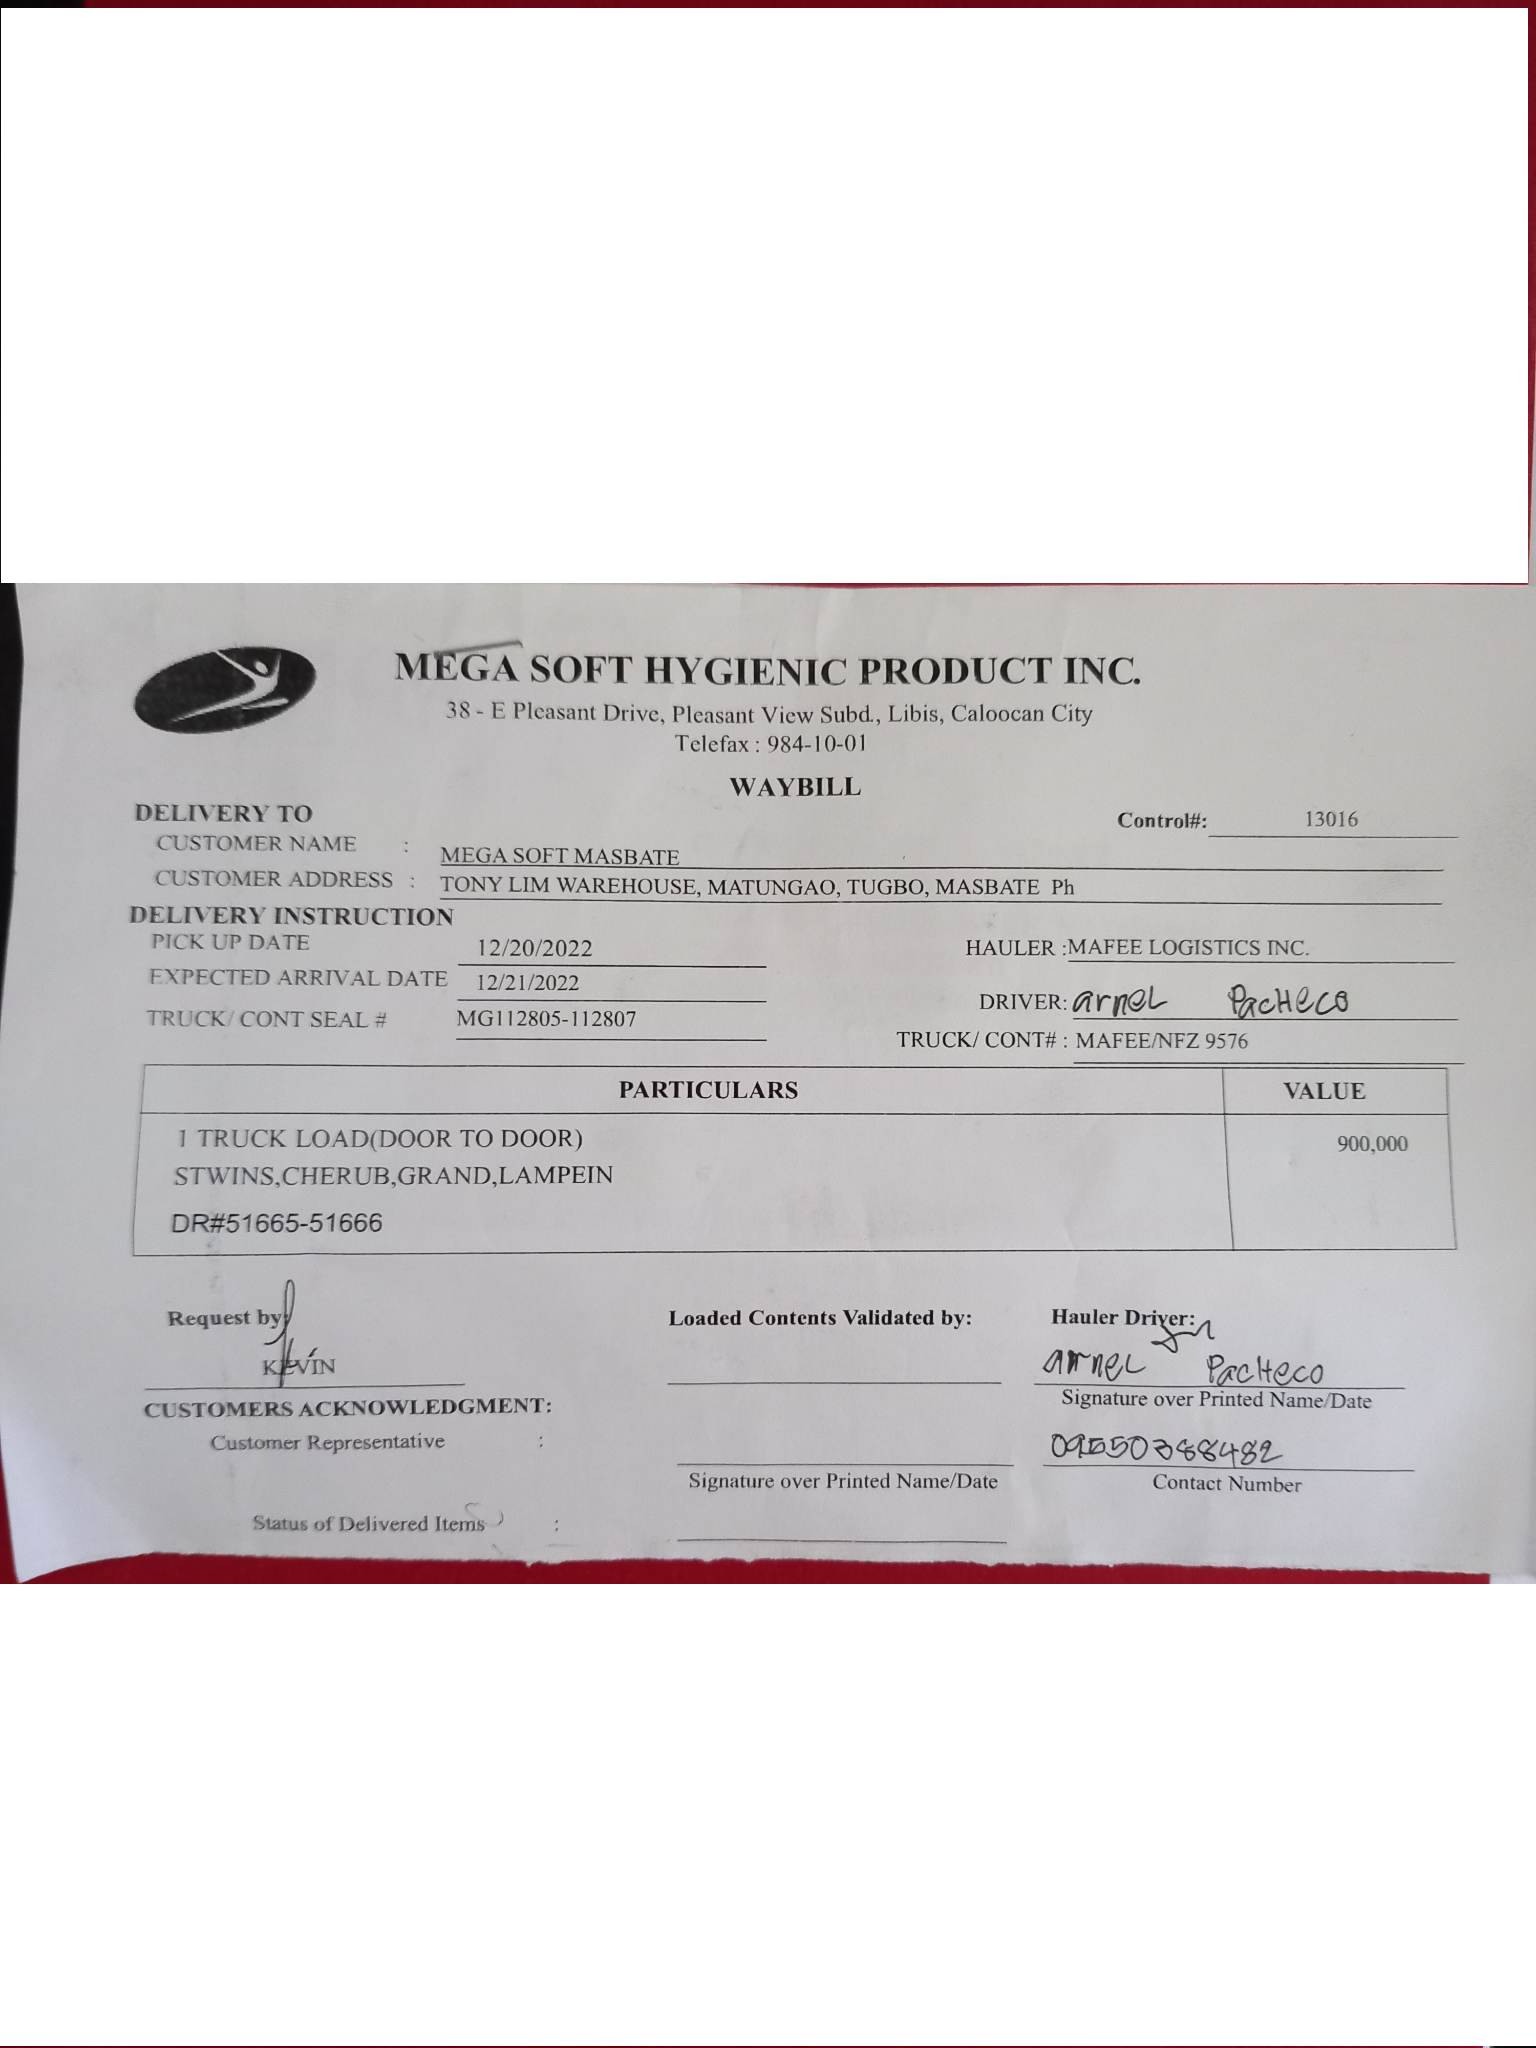 MEGA SOFT HYGIENIC PRODUCT INC.
38 - E Pleasant Drive, Pleasant View Subd., Libis, Caloocan City
Telefax : 984-10-01
WAYBILL
DELIVERY TO
Control#: 13016
CUSTOMER NAME : MEGA SOFT MASBATE
CUSTOMER ADDRESS : TONY LIM WAREHOUSE, MATUNGAO, TUGBO, MASBATE Ph
DELIVERY INSTRUCTION
PICK UP DATE 12/20/2022 HAULER :MAFEE LOGISTICS INC.
EXPECTED ARRIVAL DATE 12/21/2022
DRIVER: arnel PacHeco
TRUCK/ CONT SEAL # MG112805-112807
TRUCK/ CONT# : MAFEE/NFZ 9576
PARTICULARS VALUE
1 TRUCK LOAD(DOOR TO DOOR) 900,000
STWINS,CHERUB,GRAND,LAMPEIN
DR#51665-51666
Request by: Loaded Contents Validated by: Hauler Driver:
KEVIN arnel PacHeco
Signature over Printed Name/Date
CUSTOMERS ACKNOWLEDGMENT:
Customer Representative : 09550388482
Signature over Printed Name/Date Contact Number
Status of Delivered Items :